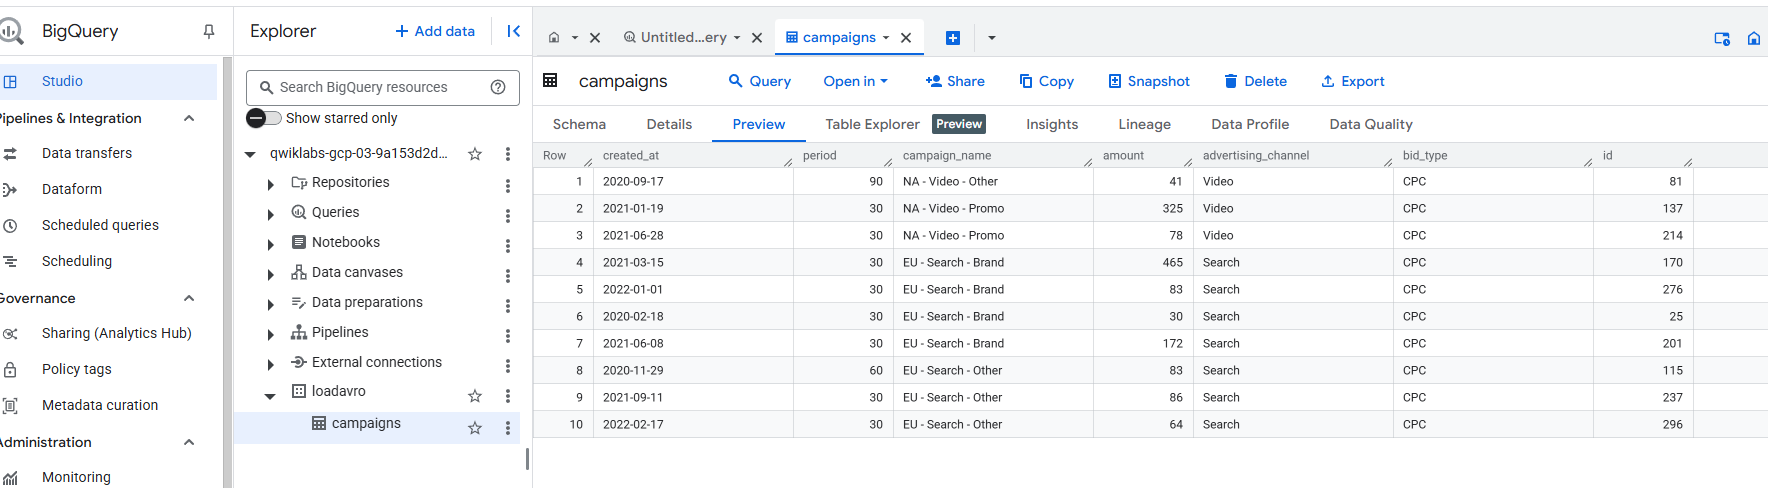 BigQuery
Studio
Pipelines & Integration
Data transfers
Dataform
Scheduled queries
Scheduling
Governance
Sharing (Analytics Hub)
Policy tags
Metadata curation
Administration
Monitoring
Explorer
+ Add data
Search BigQuery resources
Show starred only
qwiklabs-gcp-03-9a153d2d...
Repositories
Queries
Notebooks
Data canvases
Data preparations
Pipelines
External connections
loadavro
campaigns
Untitled...ery
campaigns
campaigns
Query
Open in
Share
Copy
Snapshot
Delete
Export
Schema Details Preview Table Explorer Preview Insights Lineage Data Profile Data Quality
Row created_at period campaign_name amount advertising_channel bid_type id
1 2020-09-17 90 NA - Video - Other 41 Video CPC 81
2 2021-01-19 30 NA - Video - Promo 325 Video CPC 137
3 2021-06-28 30 NA - Video - Promo 78 Video CPC 214
4 2021-03-15 30 EU - Search - Brand 465 Search CPC 170
5 2022-01-01 30 EU - Search - Brand 83 Search CPC 276
6 2020-02-18 30 EU - Search - Brand 30 Search CPC 25
7 2021-06-08 30 EU - Search - Brand 172 Search CPC 201
8 2020-11-29 60 EU - Search - Other 83 Search CPC 115
9 2021-09-11 30 EU - Search - Other 86 Search CPC 237
10 2022-02-17 30 EU - Search - Other 64 Search CPC 296